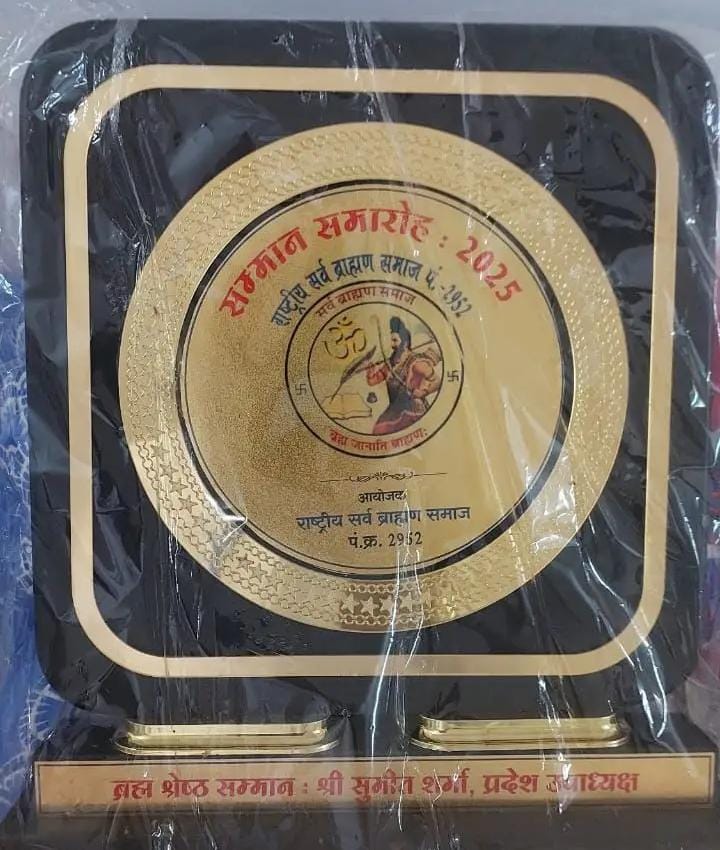 सम्मान समारोह : 2025
राष्ट्रीय सर्व ब्राह्मण समाज पं.-2952
सर्व ब्राह्मण समाज
ॐ
ब्रह्म जानाति ब्राह्मण:
आयोजक
राष्ट्रीय सर्व ब्राह्मण समाज
पं.क्र. 2952
ब्रह्म श्रेष्ठ सम्मान : श्री सुमीत शर्मा, प्रदेश उपाध्यक्ष